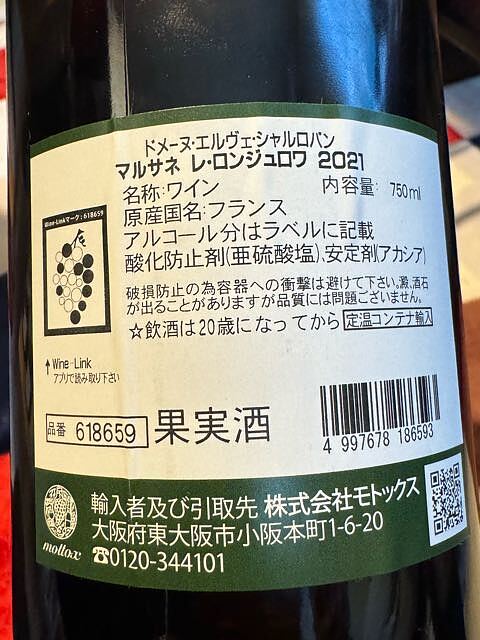 ドメーヌ・エルヴェ・シャルロパン
マルサネ レ・ロンジュロワ 2021
名称:ワイン 内容量: 750ml
原産国名:フランス
アルコール分はラベルに記載
酸化防止剤(亜硫酸塩)、安定剤(アカシア)
破損防止の為容器への衝撃は避けて下さい。澱、酒石
が出ることがありますが品質には問題ございません。
☆飲酒は20歳になってから 定温コンテナ輸入
Wine-Linkマーク:618659
↑Wine-Link
アプリで読み取り下さい
品番 618659 果実酒
4 997678 186593
輸入者及び引取先 株式会社モトックス
大阪府東大阪市小阪本町1-6-20
☎0120-344101
mottox